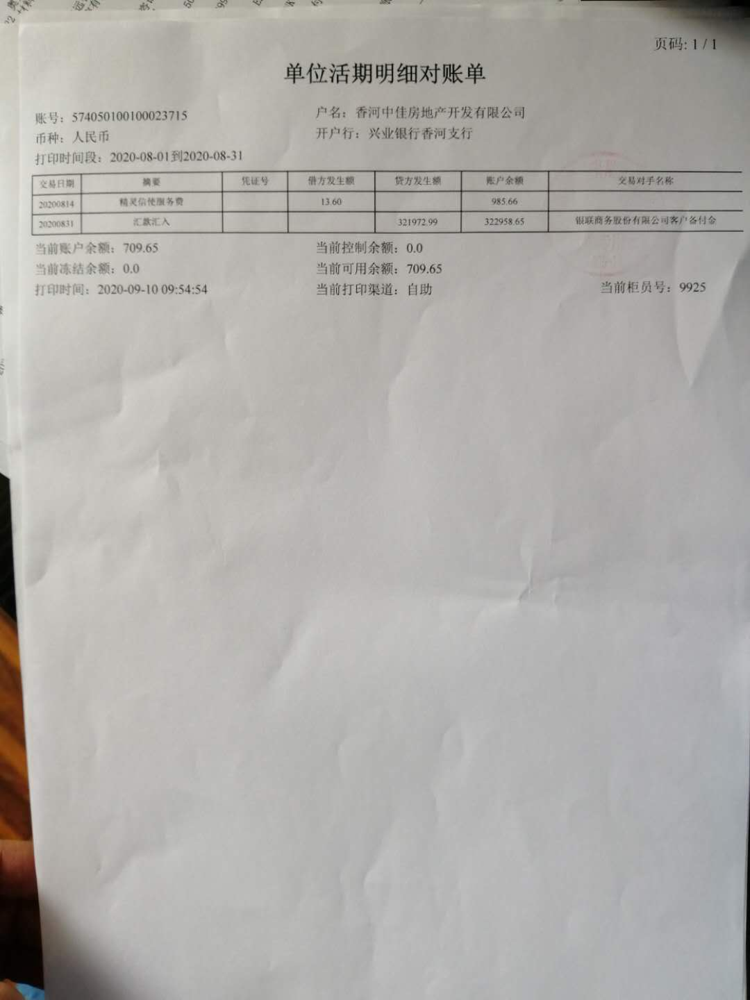 页码: 1 / 1
单位活期明细对账单
账号：574050100100023715 户名：香河中佳房地产开发有限公司
币种：人民币 开户行：兴业银行香河支行
打印时间段：2020-08-01到2020-08-31
交易日期 摘要 凭证号 借方发生额 贷方发生额 账户余额 交易对手名称
20200814 精灵信使服务费 13.60 985.66
20200831 汇款汇入 321972.99 322958.65 银联商务股份有限公司客户备付金
当前账户余额：709.65 当前控制余额：0.0
当前冻结余额：0.0 当前可用余额：709.65
打印时间：2020-09-10 09:54:54 当前打印渠道：自助 当前柜员号：9925